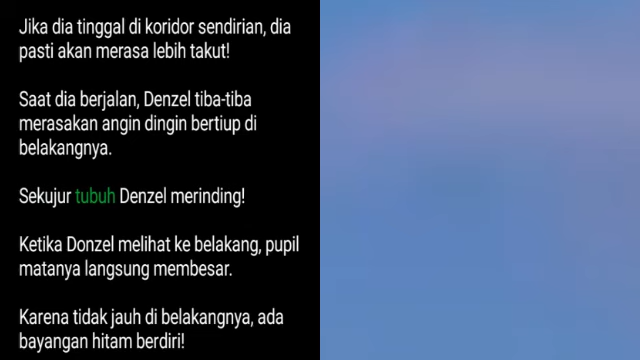 Jika dia tinggal di koridor sendirian, dia
pasti akan merasa lebih takut!
Saat dia berjalan, Denzel tiba-tiba
merasakan angin dingin bertiup di
belakangnya.
Sekujur tubuh Denzel merinding!
Ketika Donzel melihat ke belakang, pupil
matanya langsung membesar.
Karena tidak jauh di belakangnya, ada
bayangan hitam berdiri!